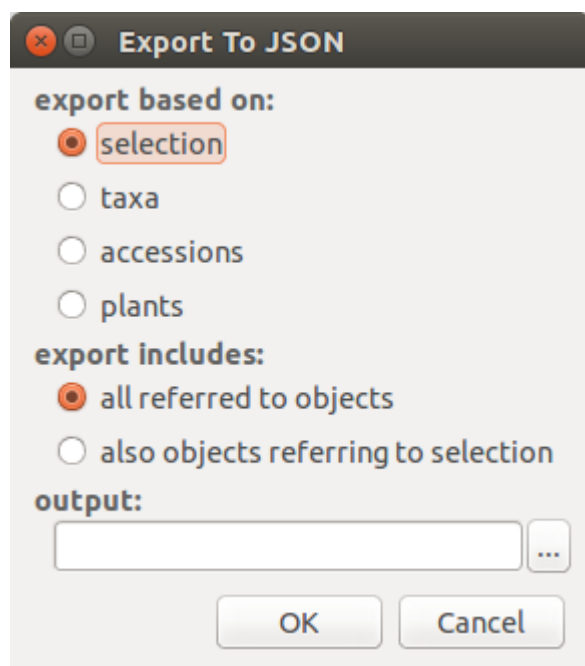 Export To JSON
export based on:
selection
taxa
accessions
plants
export includes:
all referred to objects
also objects referring to selection
output:
...
OK Cancel